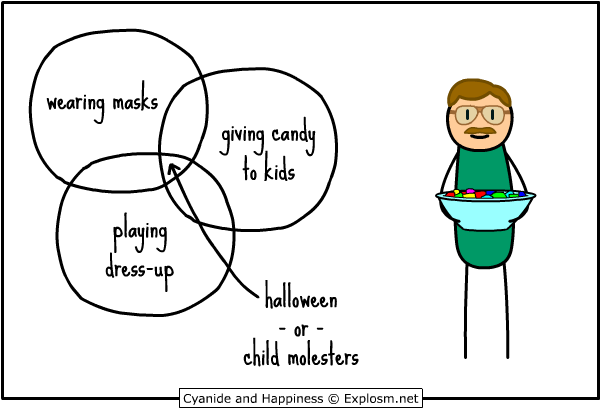 wearing masks
giving candy
to kids
playing
dress-up
halloween
- or -
child molesters
Cyanide and Happiness © Explosm.net